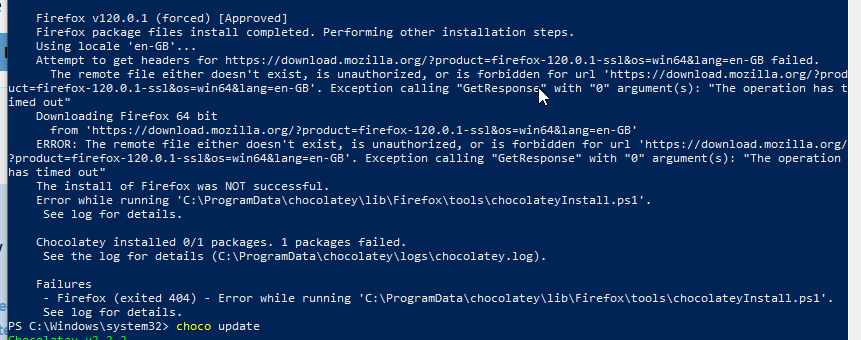 Firefox v120.0.1 (forced) [Approved]
Firefox package files install completed. Performing other installation steps.
Using locale 'en-GB'...
Attempt to get headers for https://download.mozilla.org/?product=firefox-120.0.1-ssl&os=win64&lang=en-GB failed.
The remote file either doesn't exist, is unauthorized, or is forbidden for url 'https://download.mozilla.org/?prod
uct=firefox-120.0.1-ssl&os=win64&lang=en-GB'. Exception calling "GetResponse" with "0" argument(s): "The operation has t
imed out"
Downloading Firefox 64 bit
from 'https://download.mozilla.org/?product=firefox-120.0.1-ssl&os=win64&lang=en-GB'
ERROR: The remote file either doesn't exist, is unauthorized, or is forbidden for url 'https://download.mozilla.org/
?product=firefox-120.0.1-ssl&os=win64&lang=en-GB'. Exception calling "GetResponse" with "0" argument(s): "The operation
has timed out"
The install of Firefox was NOT successful.
Error while running 'C:\ProgramData\chocolatey\lib\Firefox\tools\chocolateyInstall.ps1'.
See log for details.
Chocolatey installed 0/1 packages. 1 packages failed.
See the log for details (C:\ProgramData\chocolatey\logs\chocolatey.log).
Failures
- Firefox (exited 404) - Error while running 'C:\ProgramData\chocolatey\lib\Firefox\tools\chocolateyInstall.ps1'.
See log for details.
PS C:\Windows\system32> choco update
Chocolatey v2.2.2